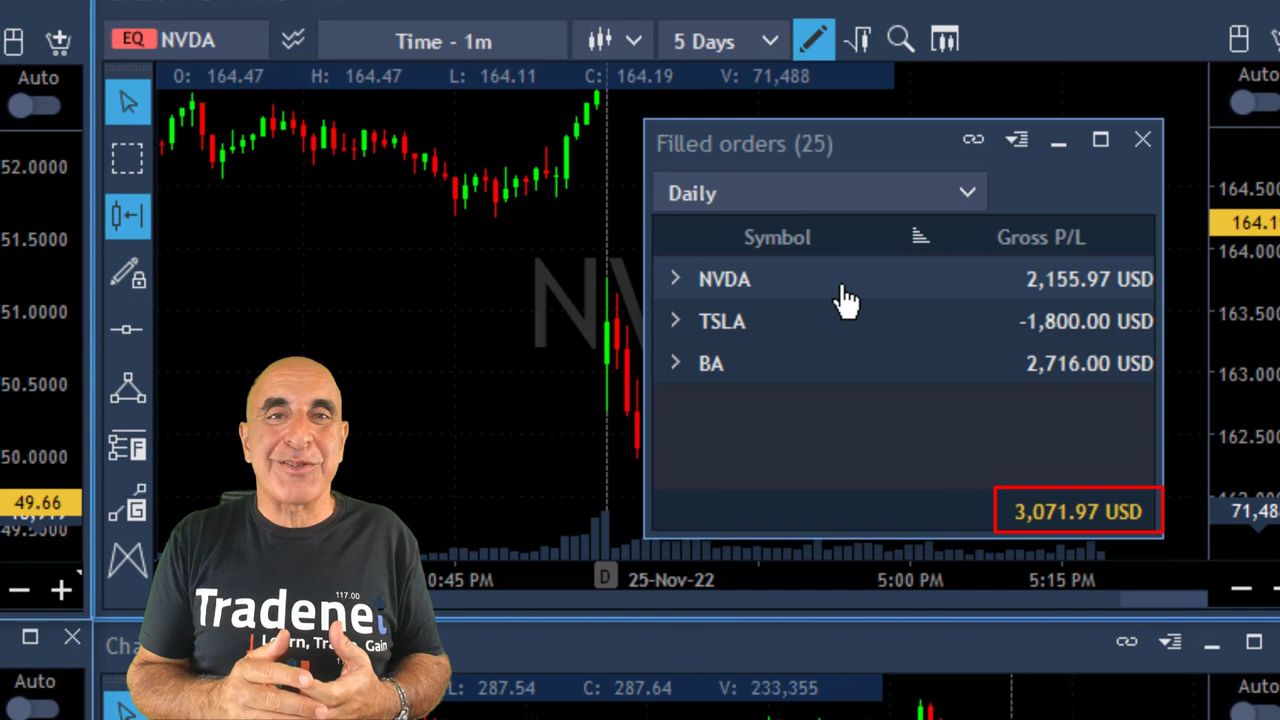 EQ NVDA
Time - 1m
5 Days
Auto
O: 164.47 H: 164.47 L: 164.11 C: 164.19 V: 71,488
Auto
52.0000
51.5000
50.5000
50.0000
49.66
Filled orders (25)
Daily
Symbol Gross P/L
NVDA 2,155.97 USD
TSLA -1,800.00 USD
BA 2,716.00 USD
3,071.97 USD
164.500
164.1
164.000
163.500
163.000
162.500
71,48
F
G
0:45 PM
D 25-Nov-22
5:00 PM
5:15 PM
117.00
Tradenet
Learn, Trade, Gain
Auto
Cha
L: 287.54 C: 287.64 V: 233,355
Auto